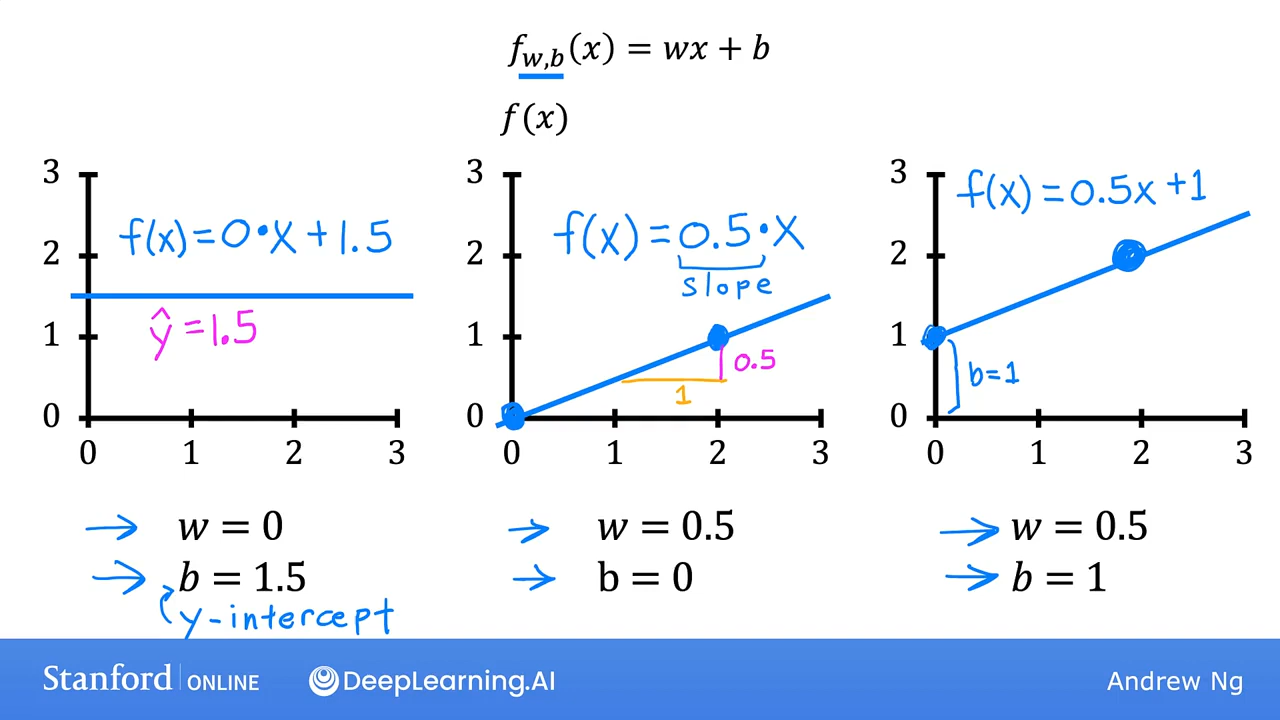 f_{w,b}(x) = wx + b
f(x)
3
2
1
0
0 1 2 3
f(x) = 0·x + 1.5
ŷ = 1.5
w = 0
b = 1.5
y-intercept
3
2
1
0
0 1 2 3
f(x) = 0.5·x
slope
0.5
1
w = 0.5
b = 0
3
2
1
0
0 1 2 3
f(x) = 0.5x + 1
b = 1
w = 0.5
b = 1
Stanford ONLINE DeepLearning.AI Andrew Ng